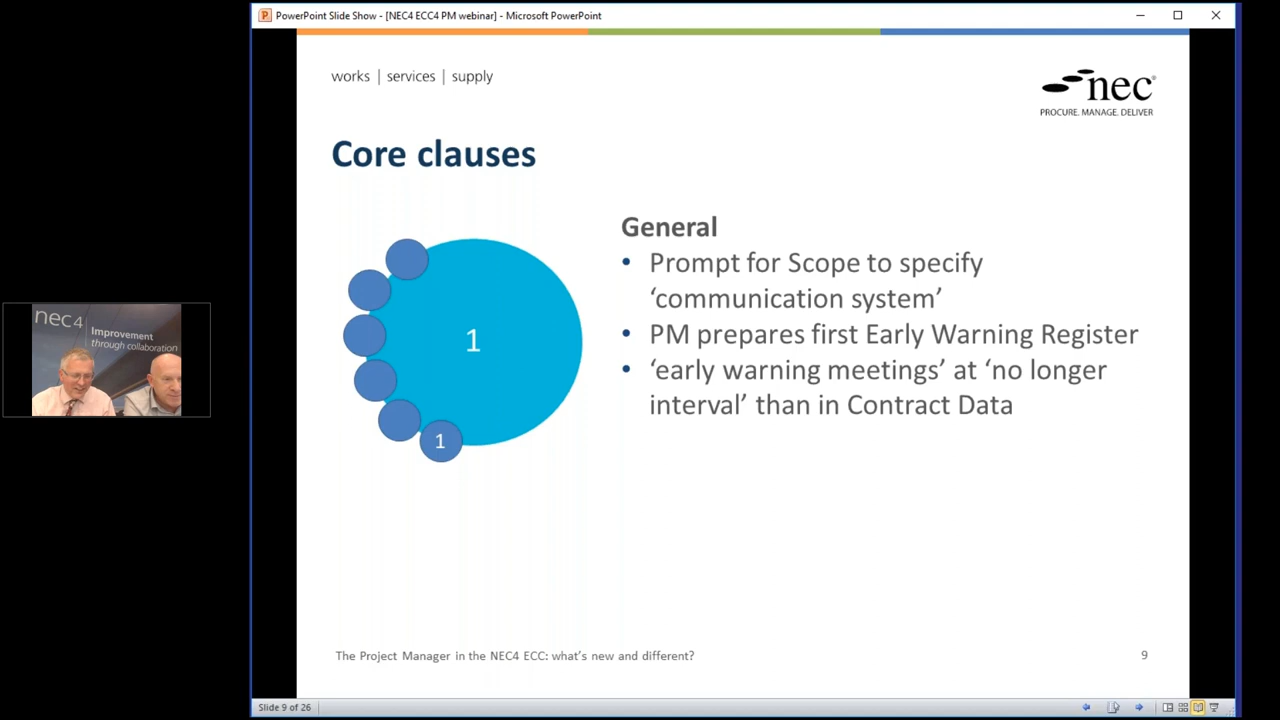 PowerPoint Slide Show - [NEC4 ECC4 PM webinar] - Microsoft PowerPoint
works | services | supply
nec®
PROCURE. MANAGE. DELIVER
Core clauses
General
• Prompt for Scope to specify
‘communication system’
• PM prepares first Early Warning Register
• ‘early warning meetings’ at ‘no longer
interval’ than in Contract Data
1
1
nec4
Improvement
through collaboration
The Project Manager in the NEC4 ECC: what’s new and different?
9
Slide 9 of 26